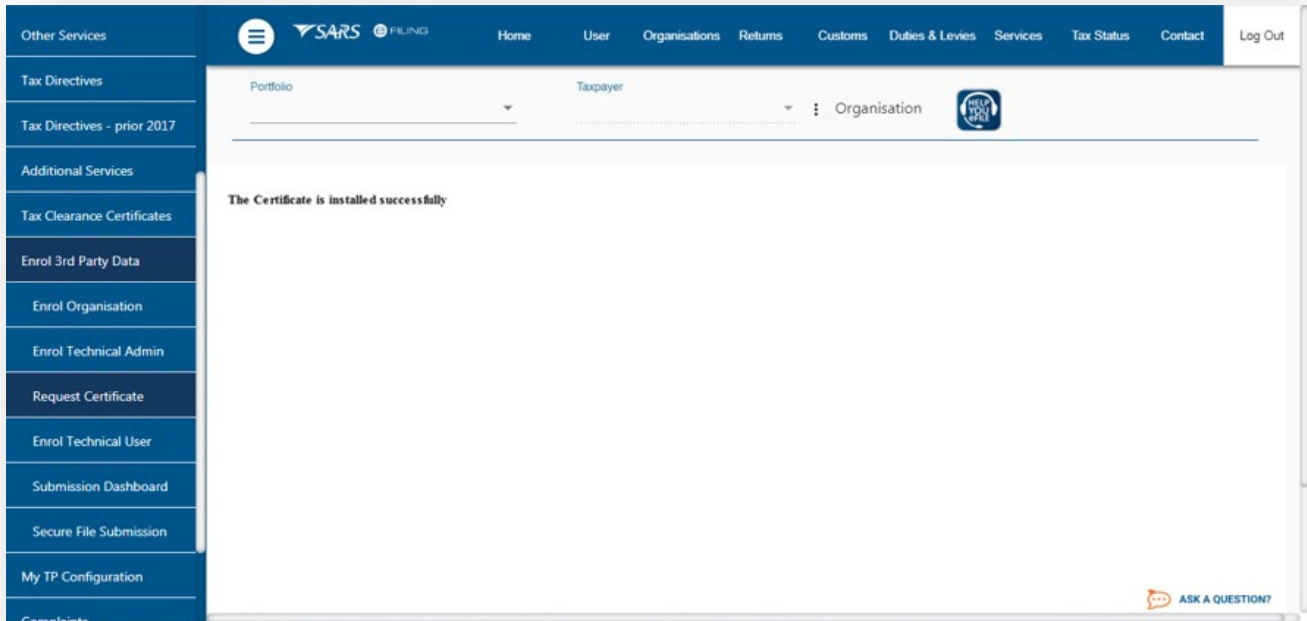 Other Services
Tax Directives
Tax Directives - prior 2017
Additional Services
Tax Clearance Certificates
Enrol 3rd Party Data
Enrol Organisation
Enrol Technical Admin
Request Certificate
Enrol Technical User
Submission Dashboard
Secure File Submission
My TP Configuration
Complaints
SARS eFILING Home User Organisations Returns Customs Duties & Levies Services Tax Status Contact Log Out
Portfolio Taxpayer
Organisation HELP YOU eFILE
The Certificate is installed successfully
ASK A QUESTION?